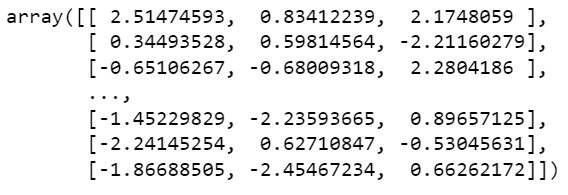 array([[ 2.51474593,  0.83412239,  2.1748059 ],
       [ 0.34493528,  0.59814564, -2.21160279],
       [-0.65106267, -0.68009318,  2.2804186 ],
       ...,
       [-1.45229829, -2.23593665,  0.89657125],
       [-2.24145254,  0.62710847, -0.53045631],
       [-1.86688505, -2.45467234,  0.66262172]])